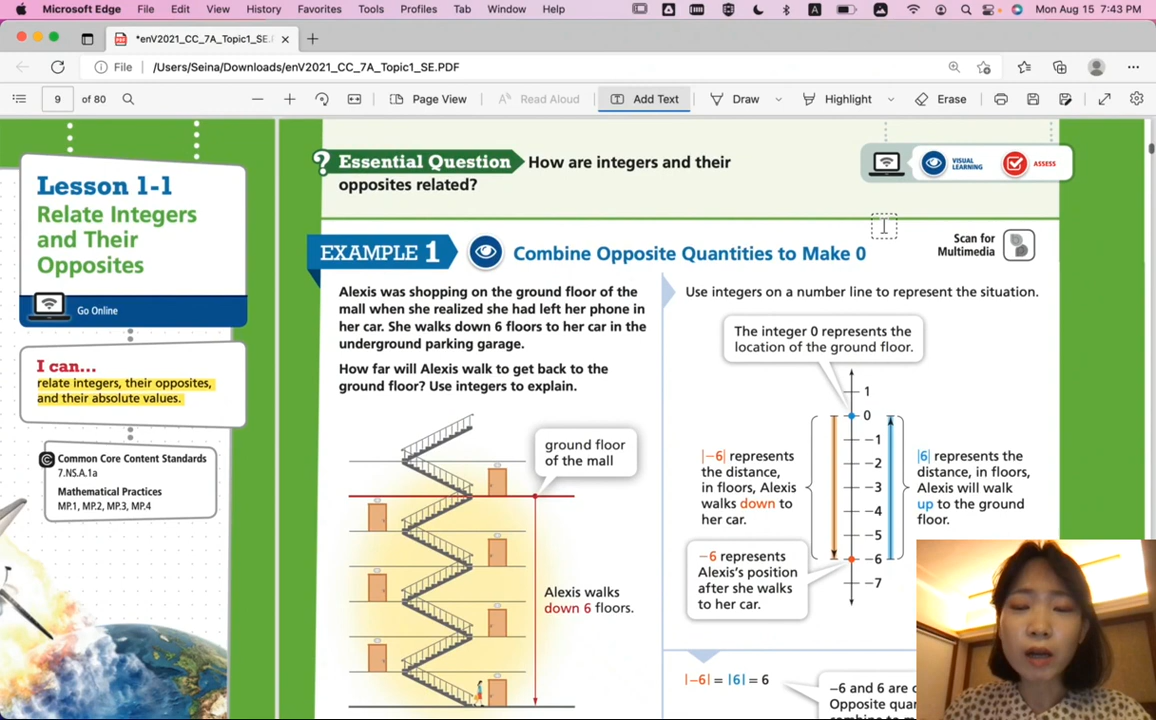 Microsoft Edge File Edit View History Favorites Tools Profiles Tab Window Help A Mon Aug 15 7:43 PM
*enV2021_CC_7A_Topic1_SE.
File /Users/Seina/Downloads/enV2021_CC_7A_Topic1_SE.PDF
9 of 80 Page View Read Aloud Add Text Draw Highlight Erase
Lesson 1-1
Relate Integers
and Their
Opposites
Go Online
I can...
relate integers, their opposites,
and their absolute values.
Common Core Content Standards
7.NS.A.1a
Mathematical Practices
MP.1, MP.2, MP.3, MP.4
? Essential Question How are integers and their
opposites related?
VISUAL
LEARNING
ASSESS
EXAMPLE 1 Combine Opposite Quantities to Make 0
Scan for
Multimedia
Alexis was shopping on the ground floor of the
mall when she realized she had left her phone in
her car. She walks down 6 floors to her car in the
underground parking garage.
How far will Alexis walk to get back to the
ground floor? Use integers to explain.
ground floor
of the mall
Alexis walks
down 6 floors.
Use integers on a number line to represent the situation.
The integer 0 represents the
location of the ground floor.
1
0
−1
−2
−3
−4
−5
−6
−7
|−6| represents
the distance,
in floors, Alexis
walks down to
her car.
|6| represents the
distance, in floors,
Alexis will walk
up to the ground
floor.
−6 represents
Alexis's position
after she walks
to her car.
|−6| = |6| = 6
−6 and 6 are
Opposite